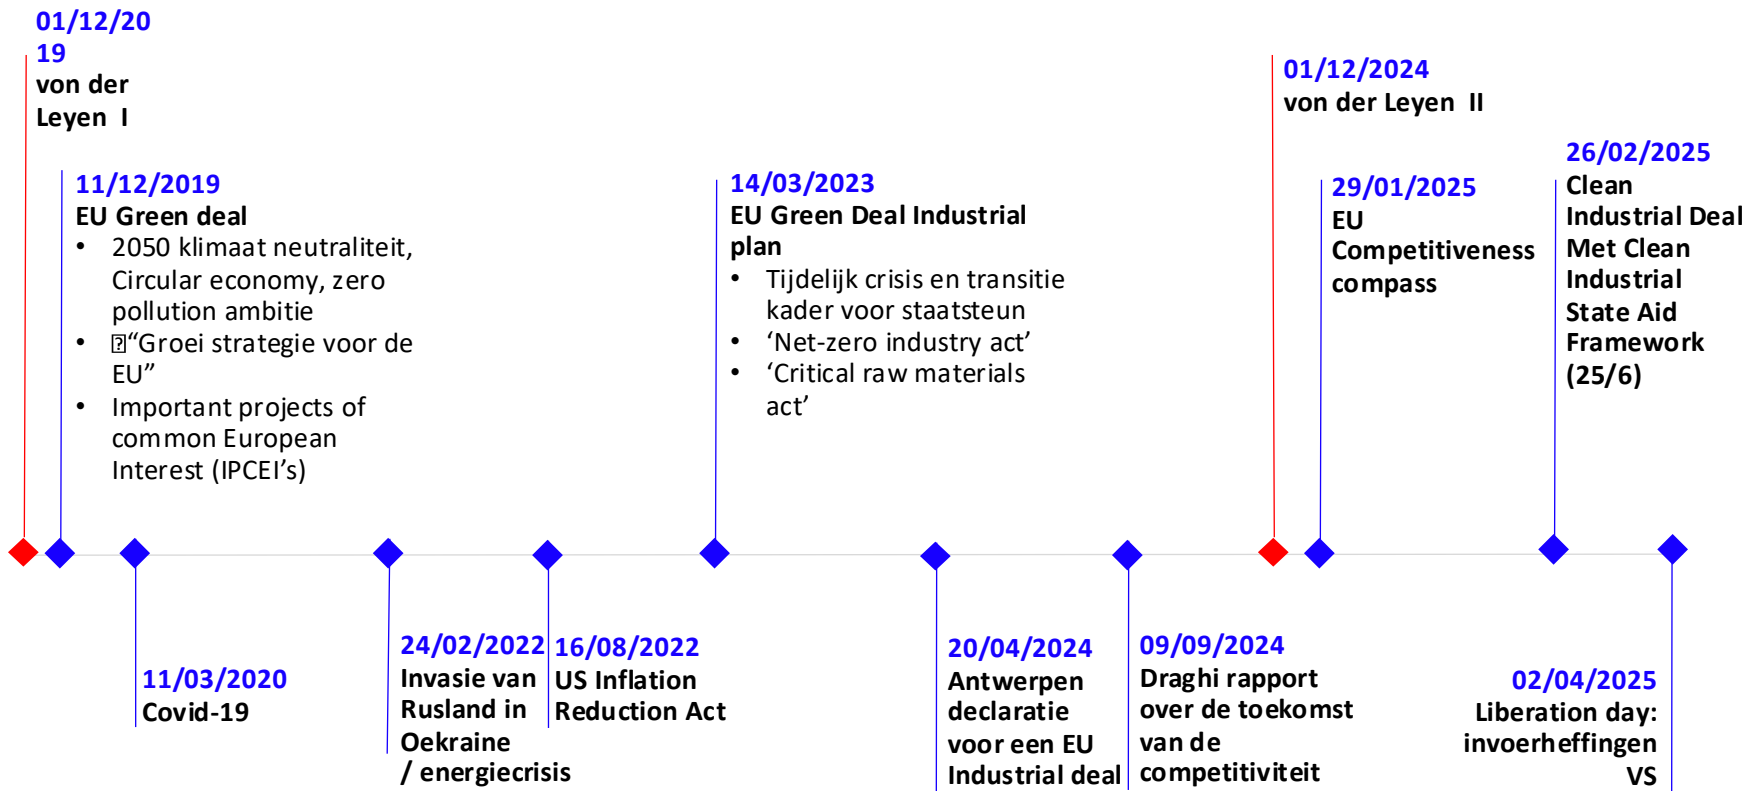 01/12/20
19
von der
Leyen I
11/12/2019
EU Green deal
• 2050 klimaat neutraliteit,
Circular economy, zero
pollution ambitie
• “Groei strategie voor de
EU”
• Important projects of
common European
Interest (IPCEI’s)
14/03/2023
EU Green Deal Industrial
plan
• Tijdelijk crisis en transitie
kader voor staatsteun
• ‘Net-zero industry act’
• ‘Critical raw materials
act’
01/12/2024
von der Leyen II
29/01/2025
EU
Competitiveness
compass
26/02/2025
Clean
Industrial Deal
Met Clean
Industrial
State Aid
Framework
(25/6)
11/03/2020
Covid-19
24/02/2022
Invasie van
Rusland in
Oekraine
/ energiecrisis
16/08/2022
US Inflation
Reduction Act
20/04/2024
Antwerpen
declaratie
voor een EU
Industrial deal
09/09/2024
Draghi rapport
over de toekomst
van de
competitiviteit
02/04/2025
Liberation day:
invoerheffingen
VS